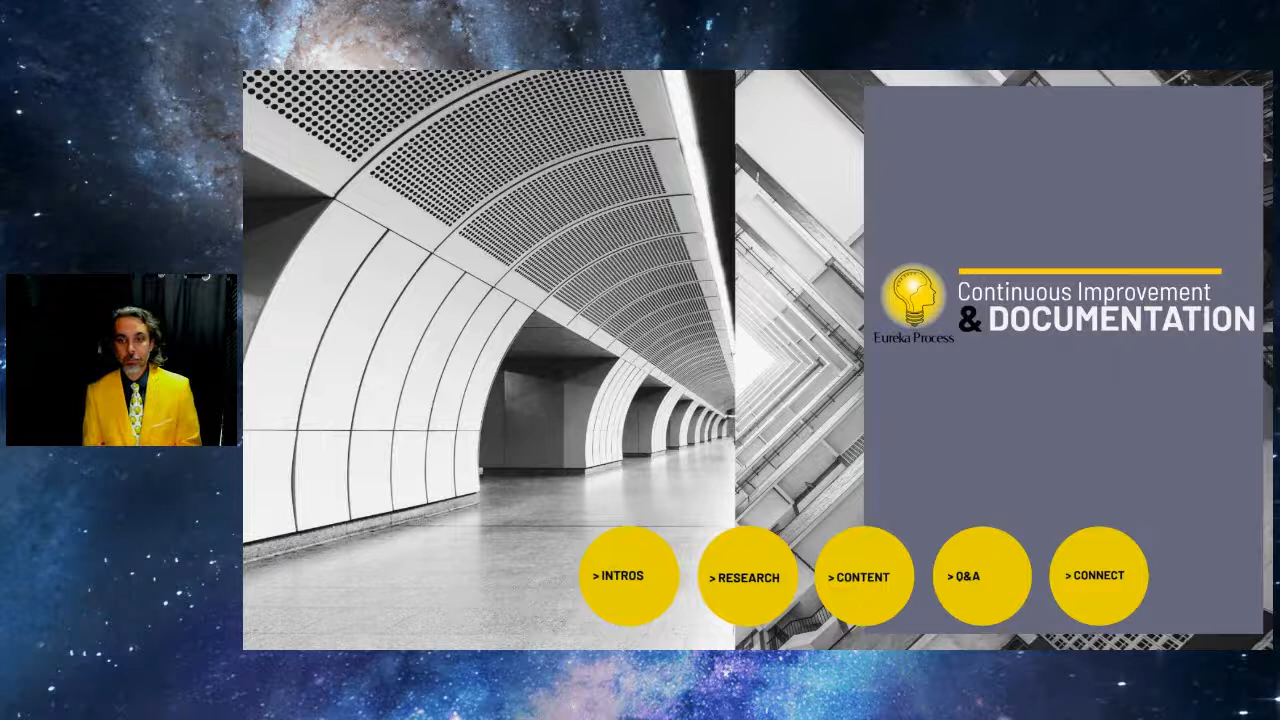 Continuous Improvement
& DOCUMENTATION
Eureka Process
> INTROS
> RESEARCH
> CONTENT
> Q&A
> CONNECT